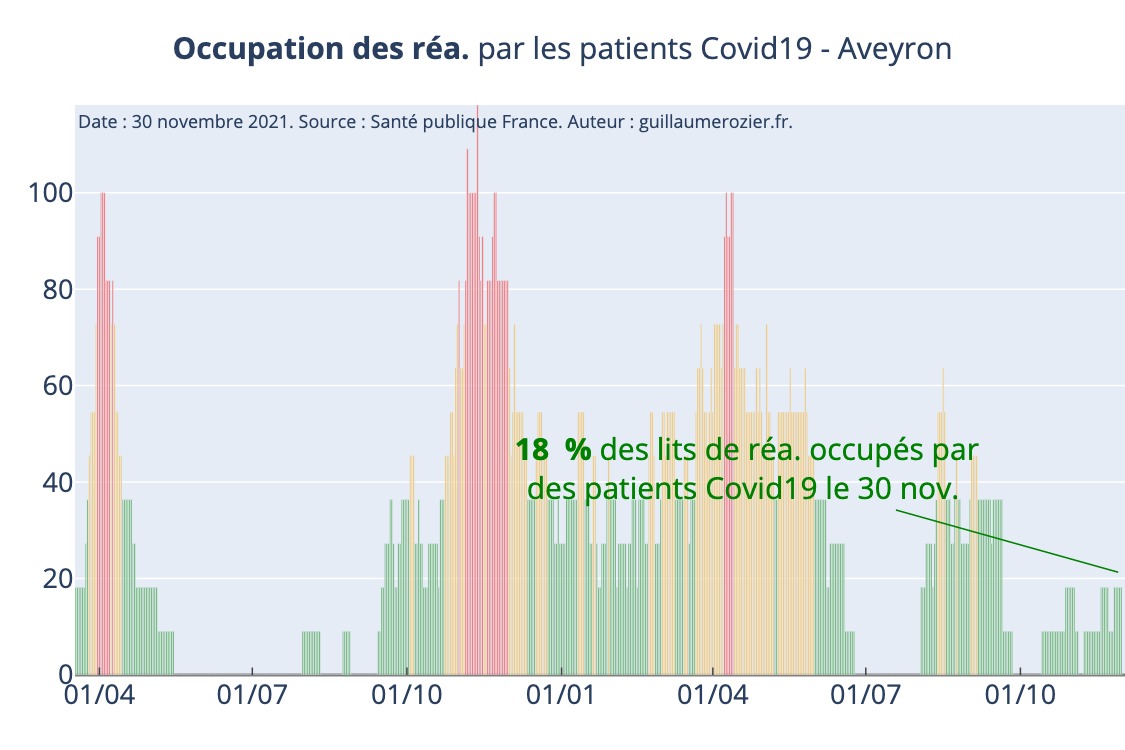 Occupation des réa. par les patients Covid19 - Aveyron
Date : 30 novembre 2021. Source : Santé publique France. Auteur : guillaumerozier.fr.
100
80
60
40
20
0
18 % des lits de réa. occupés par
des patients Covid19 le 30 nov.
01/04 01/07 01/10 01/01 01/04 01/07 01/10